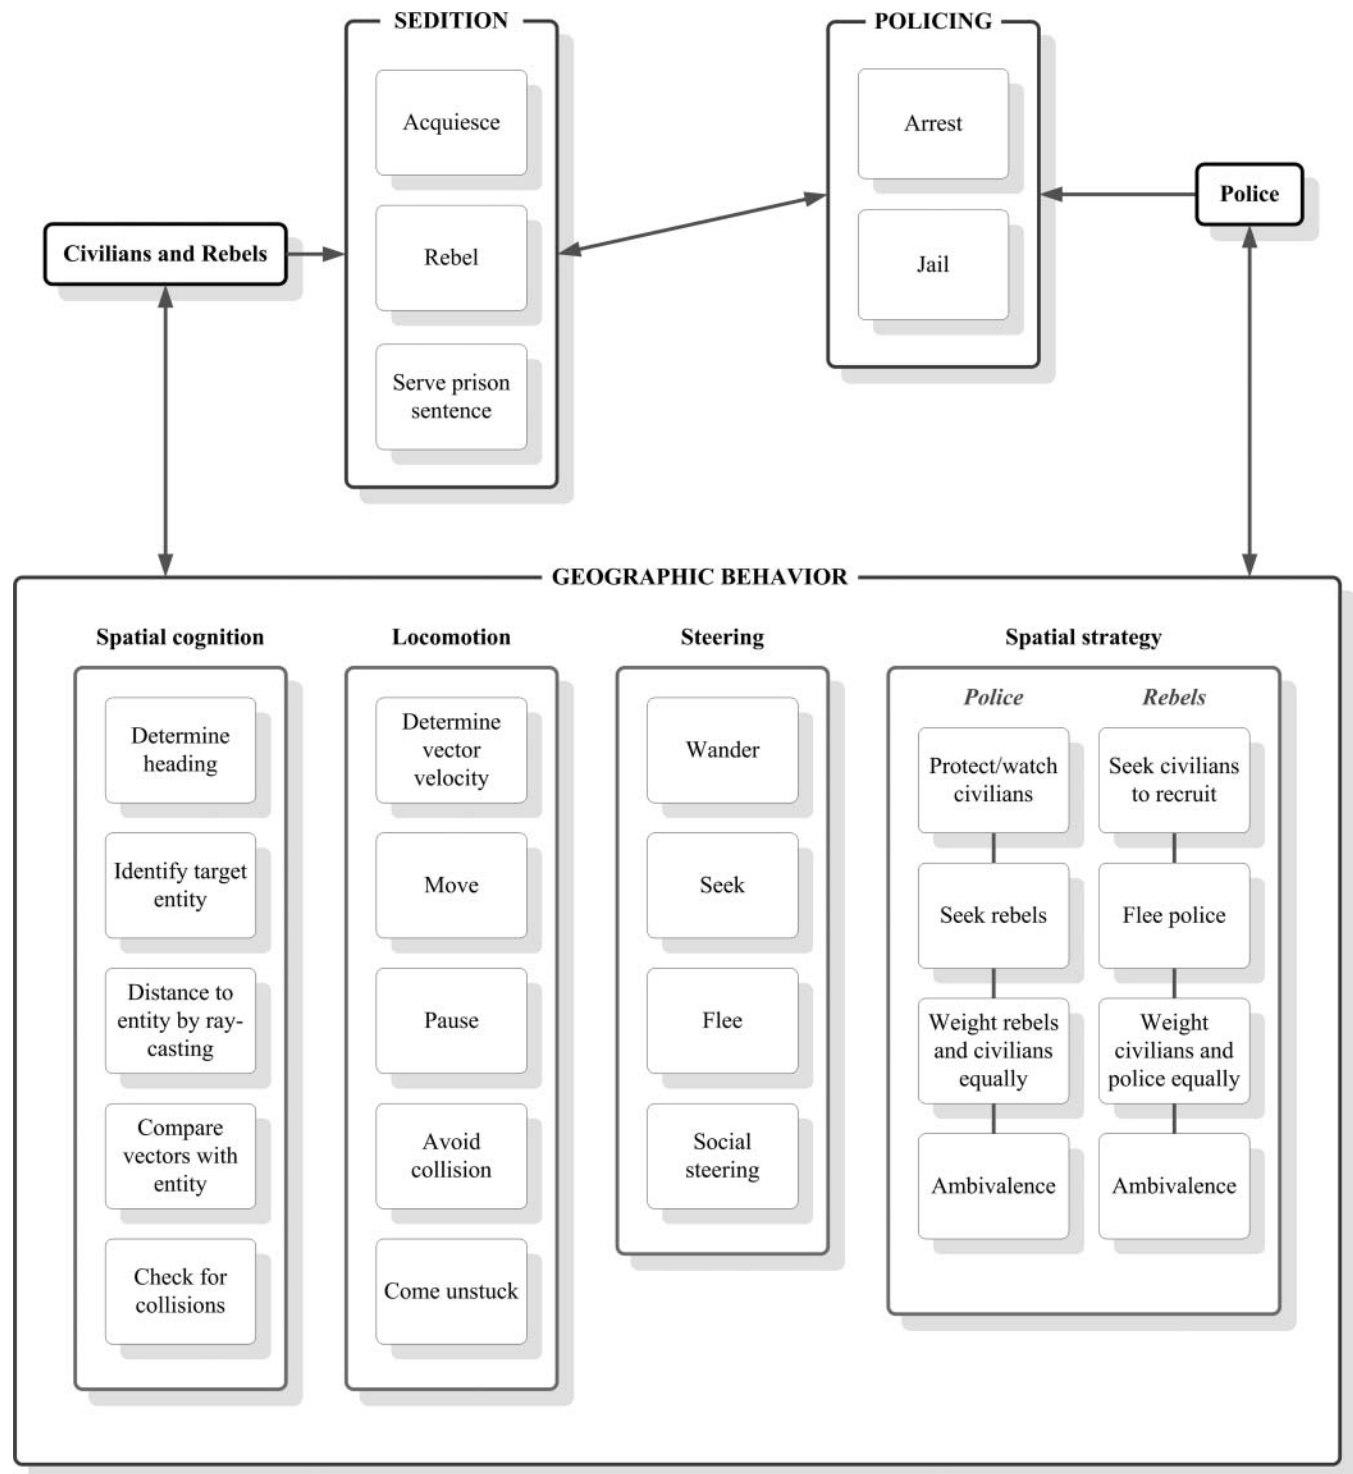 SEDITION
Acquiesce
Rebel
Serve prison
sentence
POLICING
Arrest
Jail
Police
Civilians and Rebels
GEOGRAPHIC BEHAVIOR
Spatial cognition
Determine
heading
Identify target
entity
Distance to
entity by ray-
casting
Compare
vectors with
entity
Check for
collisions
Locomotion
Determine
vector
velocity
Move
Pause
Avoid
collision
Come unstuck
Steering
Wander
Seek
Flee
Social
steering
Spatial strategy
Police
Protect/watch
civilians
Seek rebels
Weight rebels
and civilians
equally
Ambivalence
Rebels
Seek civilians
to recruit
Flee police
Weight
civilians and
police equally
Ambivalence